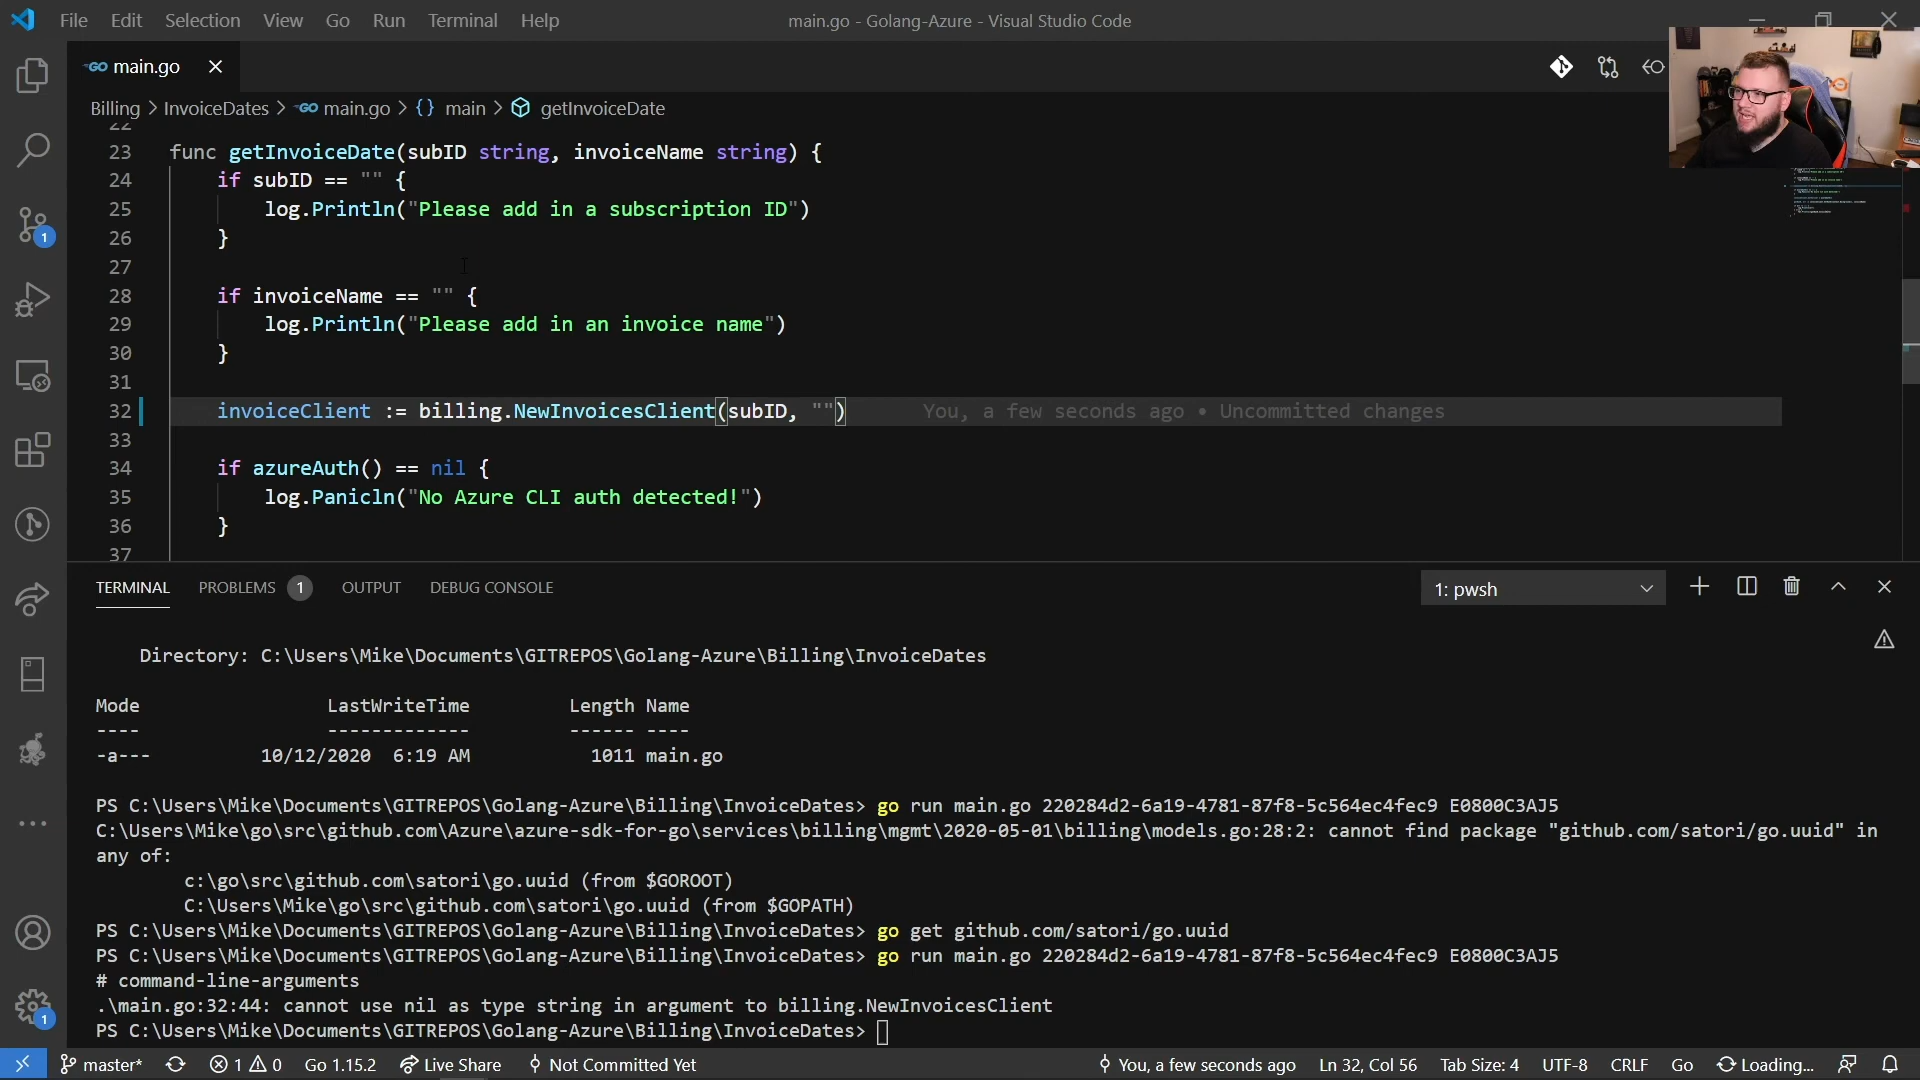 File Edit Selection View Go Run Terminal Help
main.go - Golang-Azure - Visual Studio Code
GO main.go
Billing > InvoiceDates > GO main.go > {} main > getInvoiceDate
22
23 func getInvoiceDate(subID string, invoiceName string) {
24 if subID == "" {
25 log.Println("Please add in a subscription ID")
26 }
27
28 if invoiceName == "" {
29 log.Println("Please add in an invoice name")
30 }
31
32 invoiceClient := billing.NewInvoicesClient(subID, "") You, a few seconds ago • Uncommitted changes
33
34 if azureAuth() == nil {
35 log.Panicln("No Azure CLI auth detected!")
36 }
37
TERMINAL PROBLEMS 1 OUTPUT DEBUG CONSOLE 1: pwsh
Directory: C:\Users\Mike\Documents\GITREPOS\Golang-Azure\Billing\InvoiceDates
Mode LastWriteTime Length Name
---- ------------- ------ ----
-a--- 10/12/2020 6:19 AM 1011 main.go
PS C:\Users\Mike\Documents\GITREPOS\Golang-Azure\Billing\InvoiceDates> go run main.go 220284d2-6a19-4781-87f8-5c564ec4fec9 E0800C3AJ5
C:\Users\Mike\go\src\github.com\Azure\azure-sdk-for-go\services\billing\mgmt\2020-05-01\billing\models.go:28:2: cannot find package "github.com/satori/go.uuid" in
any of:
c:\go\src\github.com\satori\go.uuid (from $GOROOT)
C:\Users\Mike\go\src\github.com\satori\go.uuid (from $GOPATH)
PS C:\Users\Mike\Documents\GITREPOS\Golang-Azure\Billing\InvoiceDates> go get github.com/satori/go.uuid
PS C:\Users\Mike\Documents\GITREPOS\Golang-Azure\Billing\InvoiceDates> go run main.go 220284d2-6a19-4781-87f8-5c564ec4fec9 E0800C3AJ5
# command-line-arguments
.\main.go:32:44: cannot use nil as type string in argument to billing.NewInvoicesClient
PS C:\Users\Mike\Documents\GITREPOS\Golang-Azure\Billing\InvoiceDates>
1
1
master* 1 0 Go 1.15.2 Live Share Not Committed Yet You, a few seconds ago Ln 32, Col 56 Tab Size: 4 UTF-8 CRLF Go Loading...